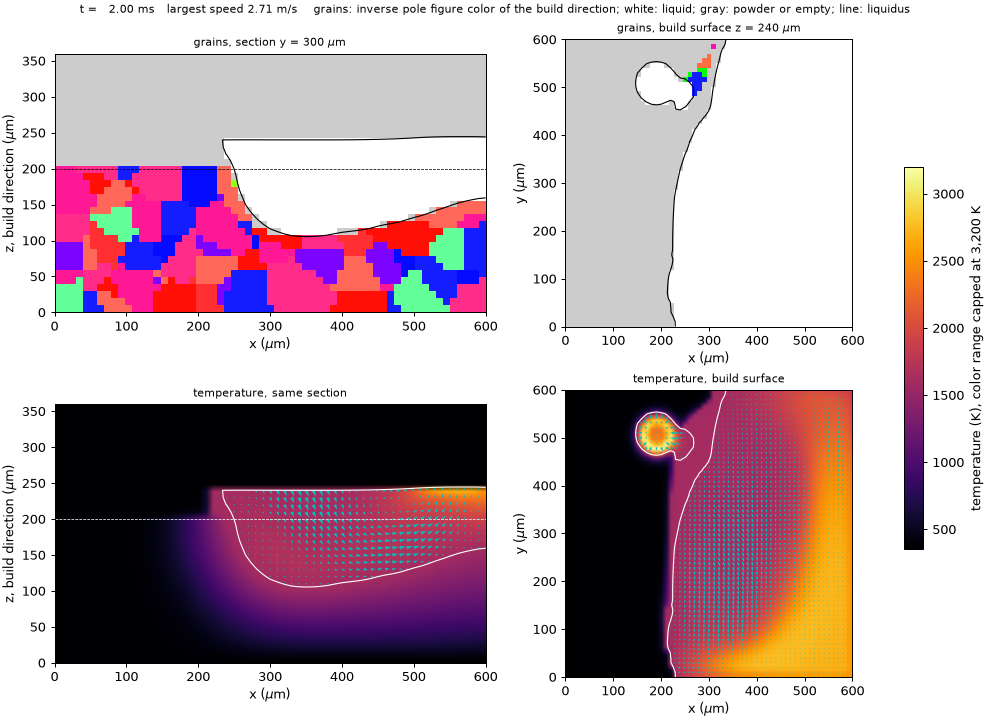 t =   2.00 ms   largest speed 2.71 m/s     grains: inverse pole figure color of the build direction; white: liquid; gray: powder or empty; line: liquidus
grains, section y = 300 μm
350
300
250
200
150
100
50
0
z, build direction (μm)
0 100 200 300 400 500 600
x (μm)
grains, build surface z = 240 μm
600
500
400
300
200
100
0
y (μm)
0 100 200 300 400 500 600
x (μm)
temperature, same section
350
300
250
200
150
100
50
0
z, build direction (μm)
0 100 200 300 400 500 600
x (μm)
temperature, build surface
600
500
400
300
200
100
0
y (μm)
0 100 200 300 400 500 600
x (μm)
3000
2500
2000
1500
1000
500
temperature (K), color range capped at 3,200 K